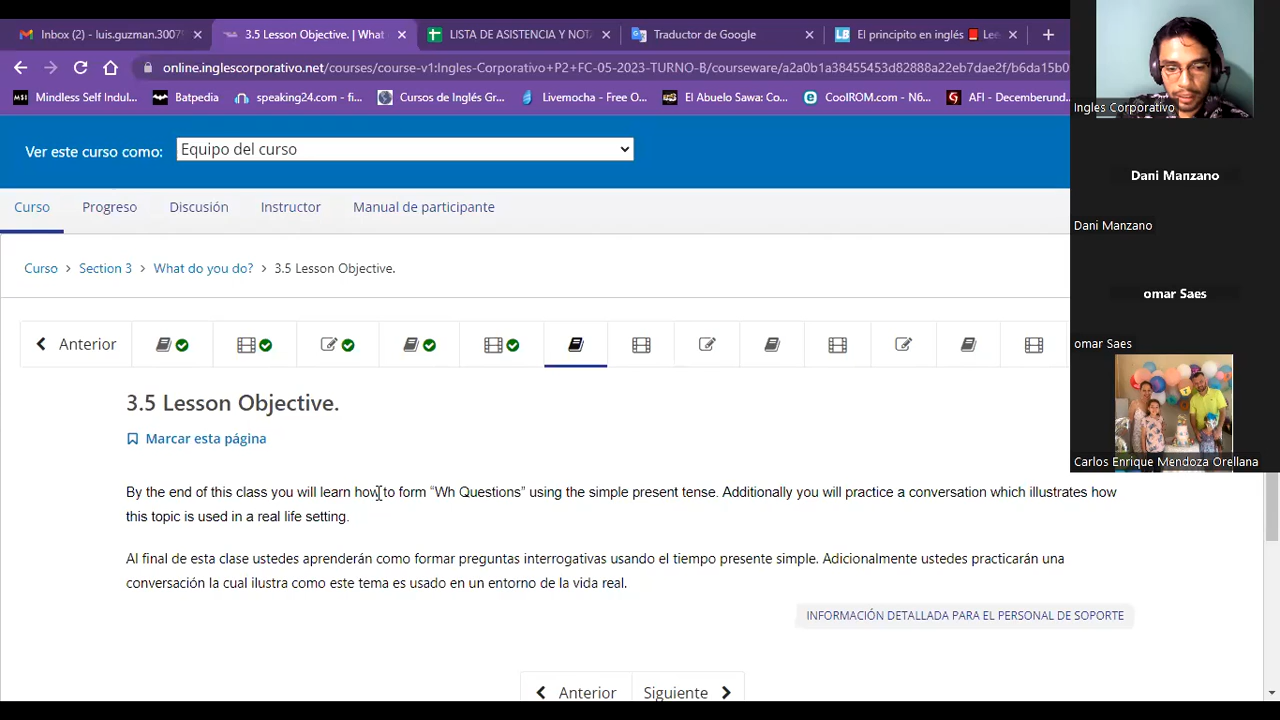 Inbox (2) - luis.guzman.3007
3.5 Lesson Objective. | What
LISTA DE ASISTENCIA Y NOTA
Traductor de Google
El principito en inglés
online.inglescorporativo.net/courses/course-v1:Ingles-Corporativo+P2+FC-05-2023-TURNO-B/courseware/a2a0b1a38455453d82888a22eb7dae2f/b6da15b0
Mindless Self Indul...
Batpedia
speaking24.com - fi...
Cursos de Inglés Gr...
Livemocha - Free O...
El Abuelo Sawa: Co...
CoolROM.com - N6...
AFI - Decemberund...
Ingles Corporativo
Ver este curso como:
Equipo del curso
Dani Manzano
Dani Manzano
Curso
Progreso
Discusión
Instructor
Manual de participante
Curso > Section 3 > What do you do? > 3.5 Lesson Objective.
omar Saes
omar Saes
Anterior
3.5 Lesson Objective.
Marcar esta página
Carlos Enrique Mendoza Orellana
By the end of this class you will learn how to form “Wh Questions” using the simple present tense. Additionally you will practice a conversation which illustrates how
this topic is used in a real life setting.
Al final de esta clase ustedes aprenderán como formar preguntas interrogativas usando el tiempo presente simple. Adicionalmente ustedes practicarán una
conversación la cual ilustra como este tema es usado en un entorno de la vida real.
INFORMACIÓN DETALLADA PARA EL PERSONAL DE SOPORTE
Anterior
Siguiente